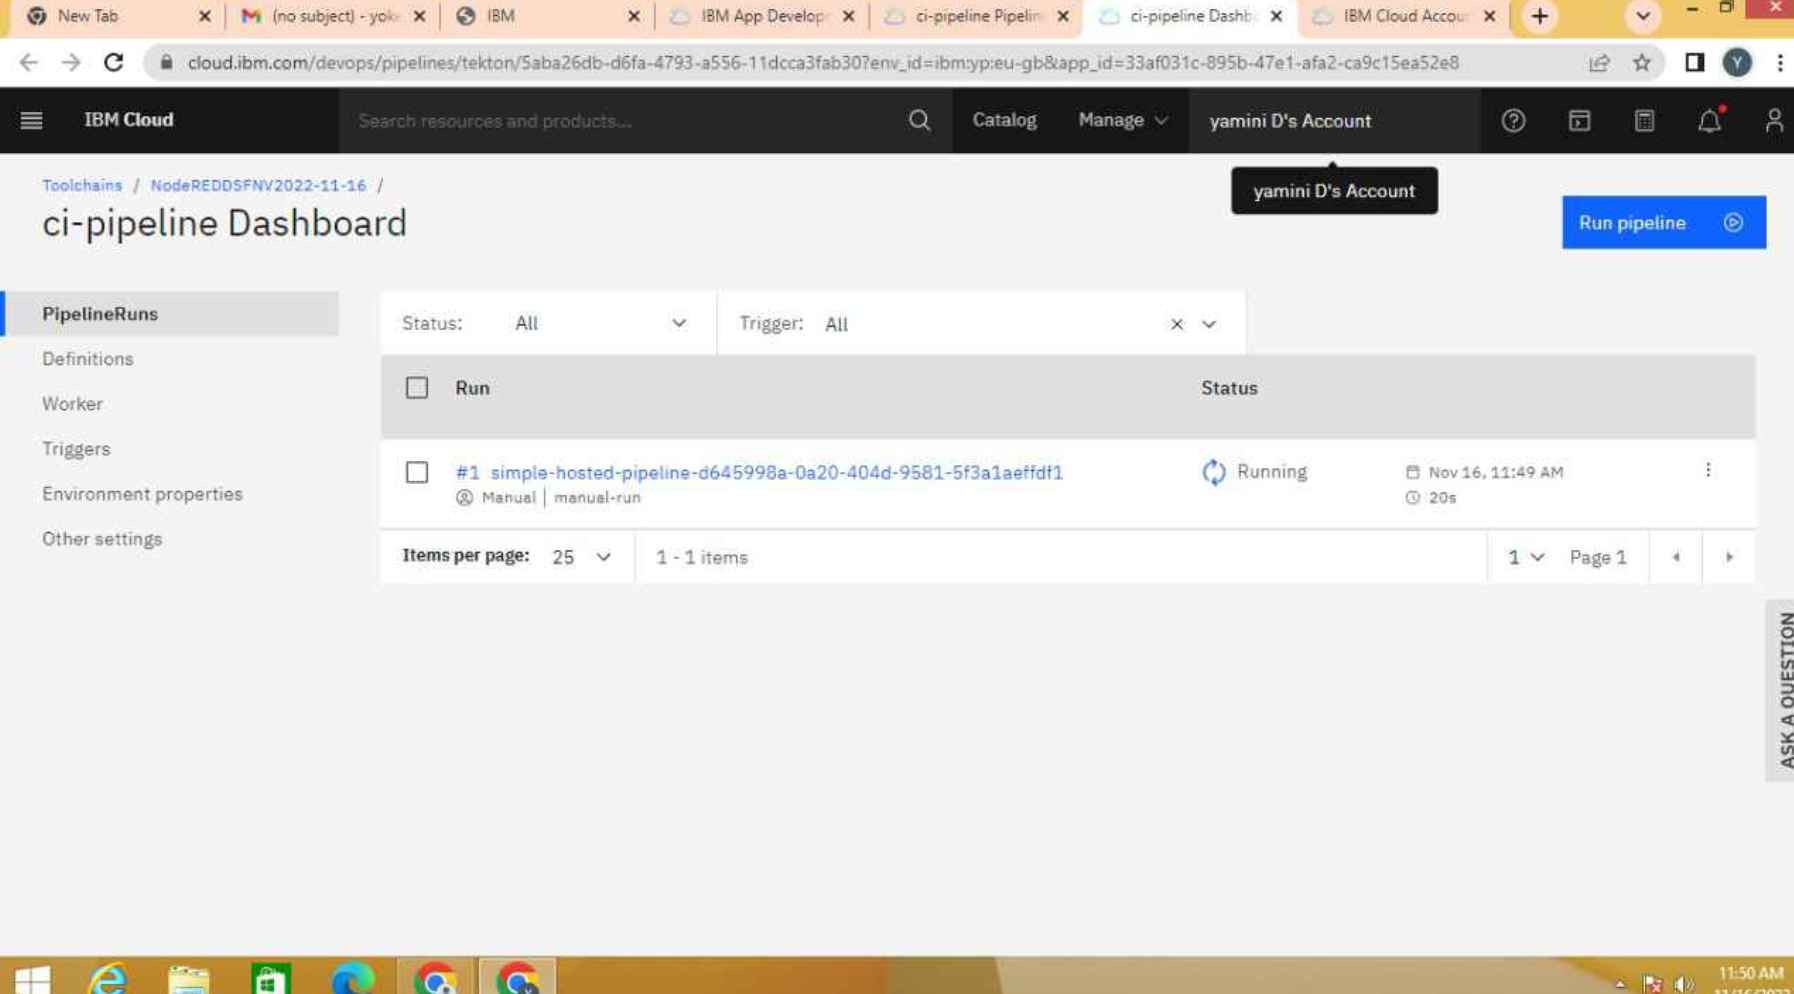 New Tab
(no subject) - yoke
IBM
IBM App Develop
ci-pipeline Pipelin
ci-pipeline Dashb
IBM Cloud Accou
cloud.ibm.com/devops/pipelines/tekton/5aba26db-d6fa-4793-a556-11dcca3fab30?env_id=ibm:yp:eu-gb&app_id=33af031c-895b-47e1-afa2-ca9c15ea52e8
Y
IBM Cloud
Search resources and products...
Catalog
Manage
yamini D's Account
yamini D's Account
Toolchains / NodeREDDSFNV2022-11-16 /
ci-pipeline Dashboard
Run pipeline
PipelineRuns
Definitions
Worker
Triggers
Environment properties
Other settings
Status: All
Trigger: All
Run
Status
#1 simple-hosted-pipeline-d645998a-0a20-404d-9581-5f3a1aeffdf1
Manual | manual-run
Running
Nov 16, 11:49 AM
20s
Items per page: 25
1 - 1 items
1
Page 1
ASK A QUESTION
11:50 AM